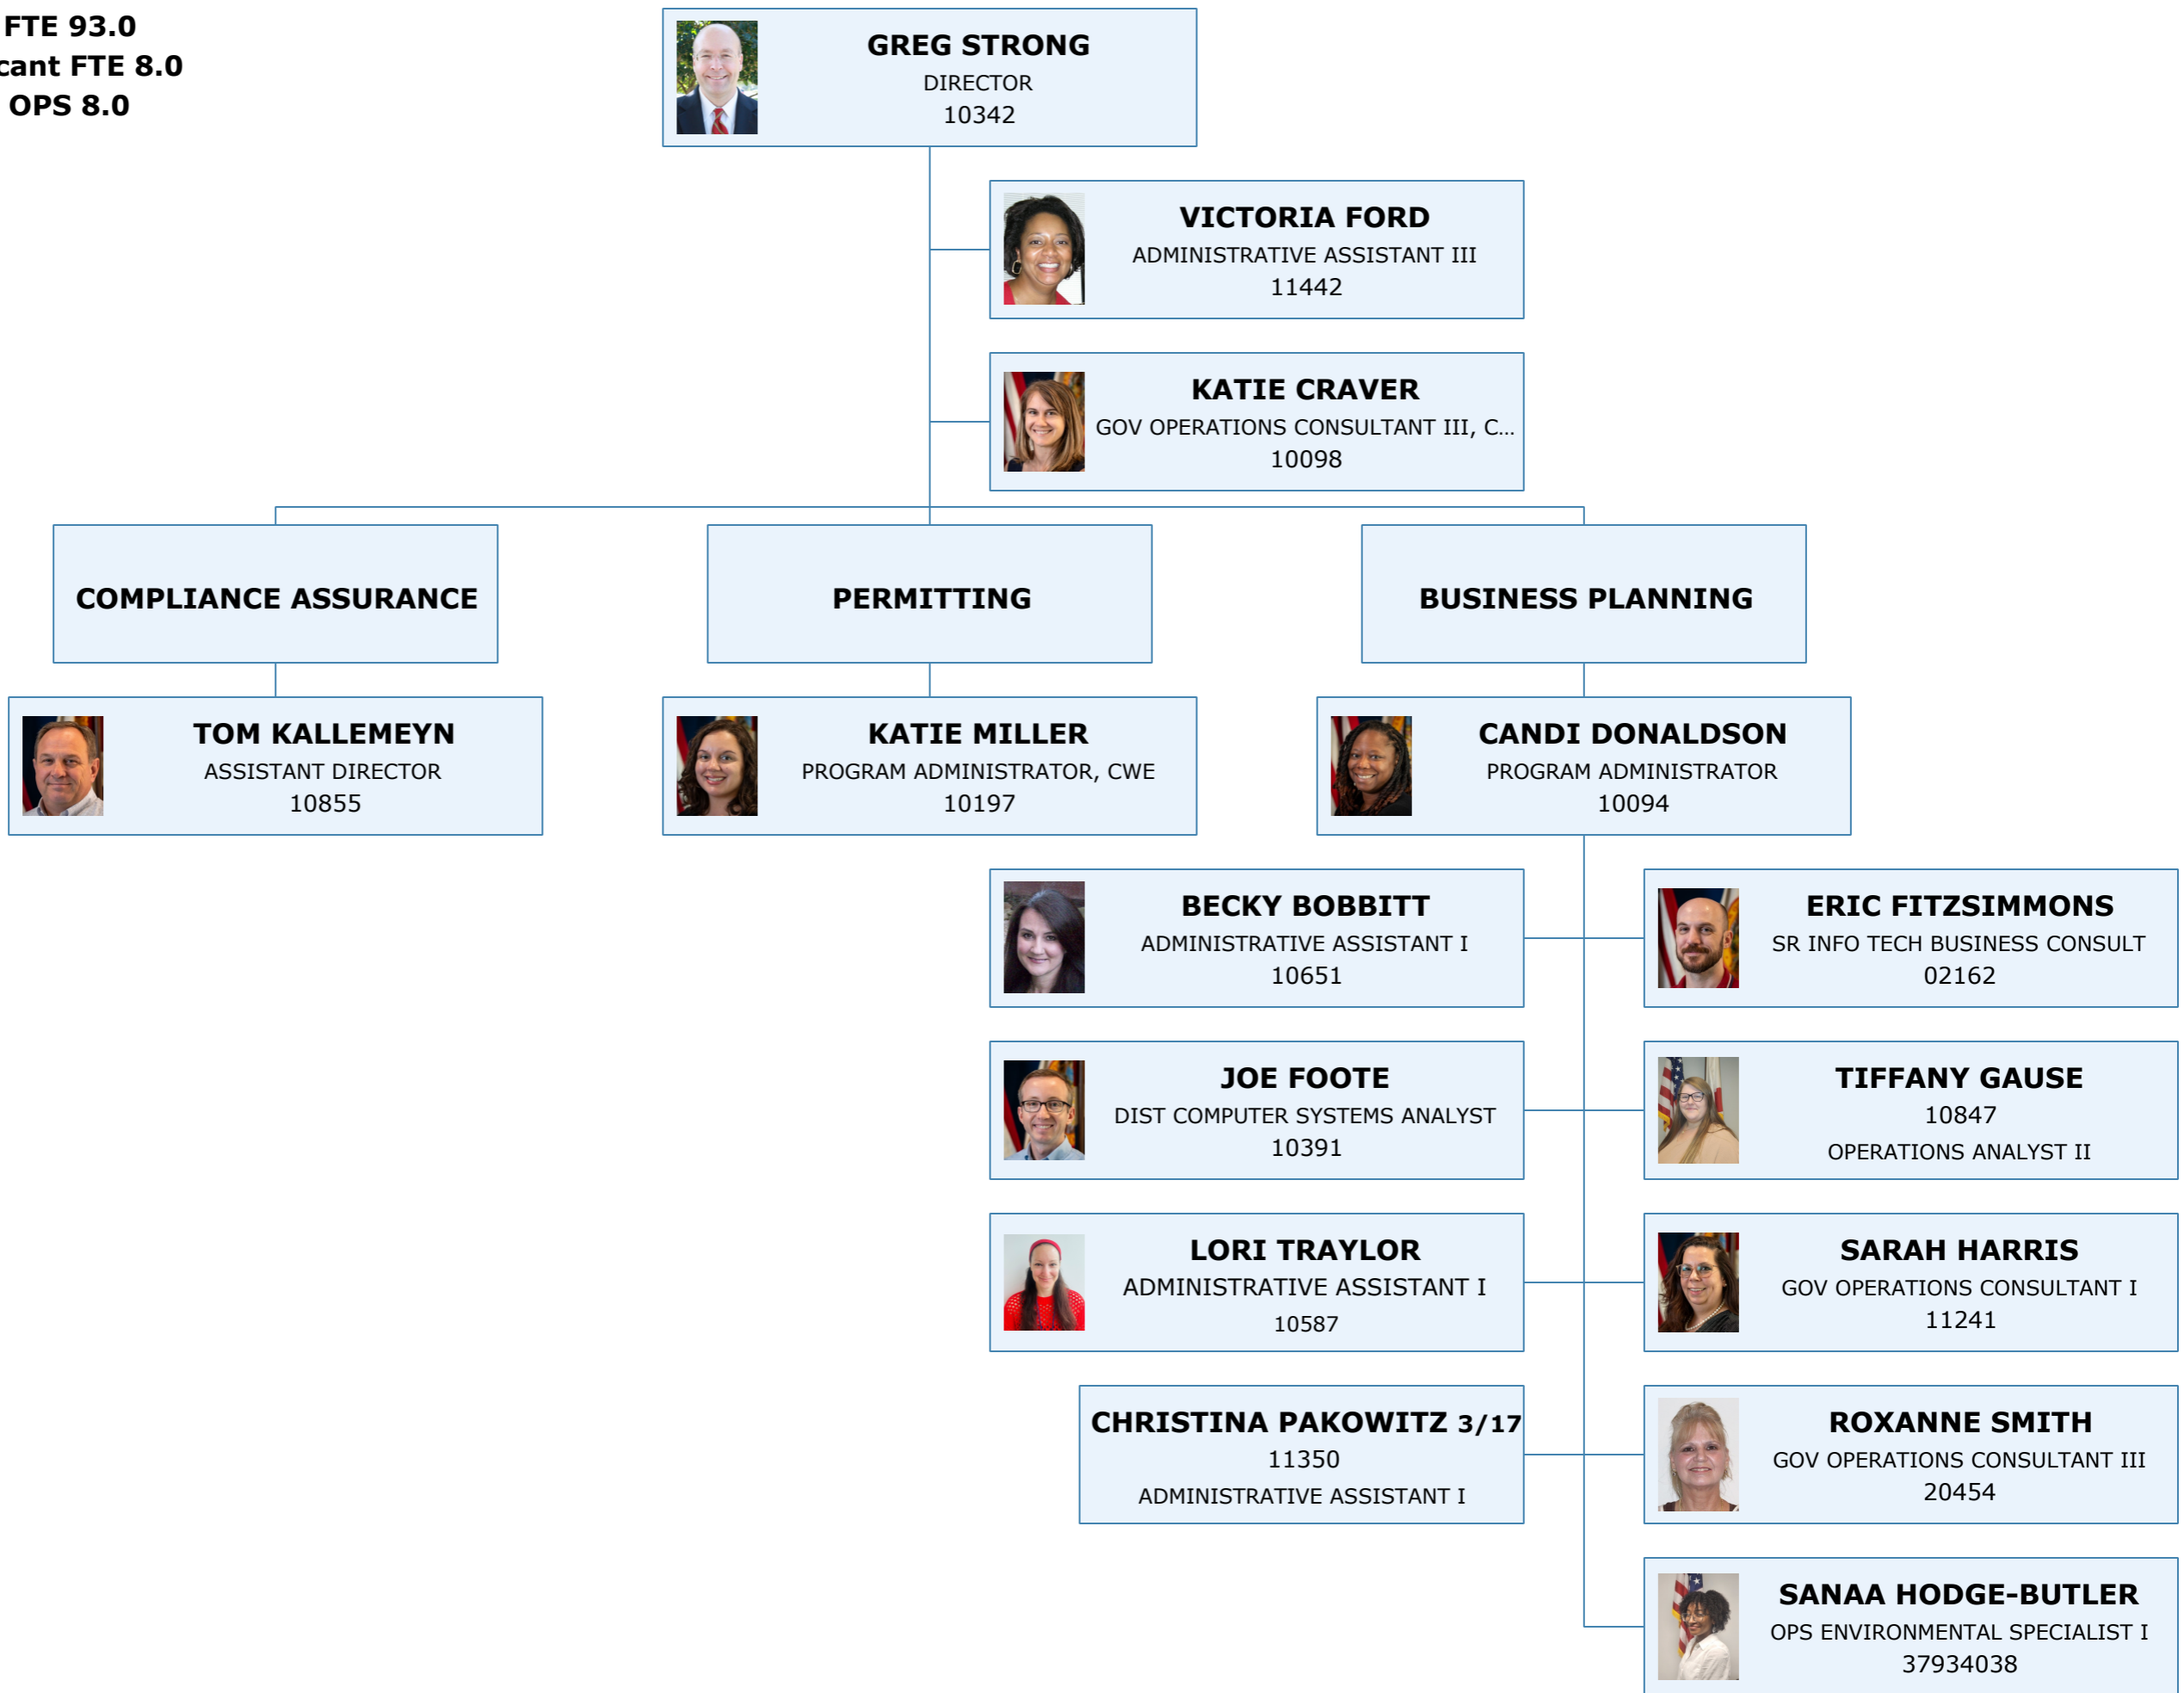 FTE 93.0
cant FTE 8.0
OPS 8.0
GREG STRONG
DIRECTOR
10342
VICTORIA FORD
ADMINISTRATIVE ASSISTANT III
11442
KATIE CRAVER
GOV OPERATIONS CONSULTANT III, C...
10098
COMPLIANCE ASSURANCE
PERMITTING
BUSINESS PLANNING
TOM KALLEMEYN
ASSISTANT DIRECTOR
10855
KATIE MILLER
PROGRAM ADMINISTRATOR, CWE
10197
CANDI DONALDSON
PROGRAM ADMINISTRATOR
10094
BECKY BOBBITT
ADMINISTRATIVE ASSISTANT I
10651
ERIC FITZSIMMONS
SR INFO TECH BUSINESS CONSULT
02162
JOE FOOTE
DIST COMPUTER SYSTEMS ANALYST
10391
TIFFANY GAUSE
10847
OPERATIONS ANALYST II
LORI TRAYLOR
ADMINISTRATIVE ASSISTANT I
10587
SARAH HARRIS
GOV OPERATIONS CONSULTANT I
11241
CHRISTINA PAKOWITZ 3/17
11350
ADMINISTRATIVE ASSISTANT I
ROXANNE SMITH
GOV OPERATIONS CONSULTANT III
20454
SANAA HODGE-BUTLER
OPS ENVIRONMENTAL SPECIALIST I
37934038